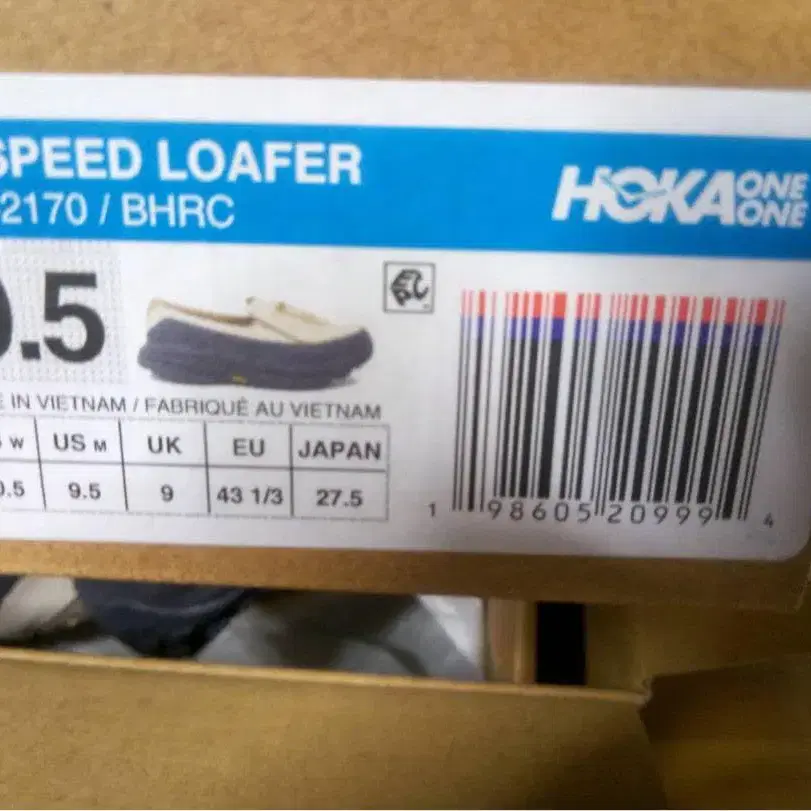 SPEED LOAFER
2170 / BHRC
HOKA ONE ONE
.5
IN VIETNAM / FABRIQUÉ AU VIETNAM
W US M UK EU JAPAN
.5 9.5 9 43 1/3 27.5
1 98605 20999 4